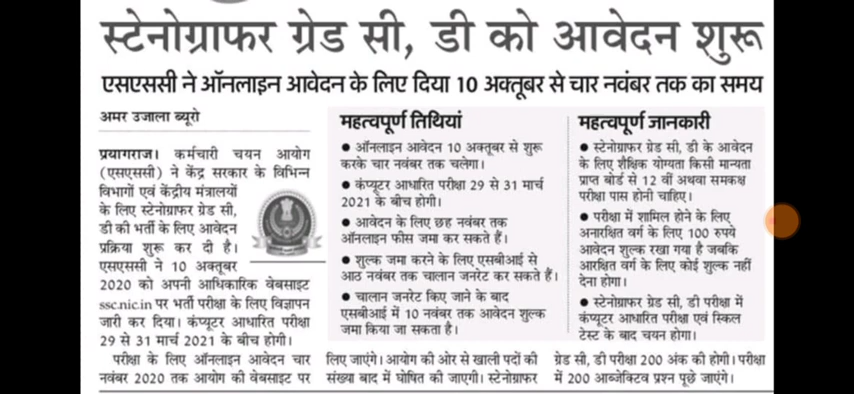 स्टेनोग्राफर ग्रेड सी, डी को आवेदन शुरू
एसएससी ने ऑनलाइन आवेदन के लिए दिया 10 अक्तूबर से चार नवंबर तक का समय
अमर उजाला ब्यूरो
प्रयागराज। कर्मचारी चयन आयोग
(एसएससी) ने केंद्र सरकार के विभिन्न
विभागों एवं केंद्रीय मंत्रालयों
के लिए स्टेनोग्राफर ग्रेड सी,
डी की भर्ती के लिए आवेदन
प्रक्रिया शुरू कर दी है।
एसएससी ने 10 अक्तूबर
2020 को अपनी आधिकारिक वेबसाइट
ssc.nic.in पर भर्ती परीक्षा के लिए विज्ञापन
जारी कर दिया। कंप्यूटर आधारित परीक्षा
29 से 31 मार्च 2021 के बीच होगी।
परीक्षा के लिए ऑनलाइन आवेदन चार
नवंबर 2020 तक आयोग की वेबसाइट पर
महत्वपूर्ण तिथियां
● ऑनलाइन आवेदन 10 अक्तूबर से शुरू
करके चार नवंबर तक चलेगा।
● कंप्यूटर आधारित परीक्षा 29 से 31 मार्च
2021 के बीच होगी।
● आवेदन के लिए छह नवंबर तक
ऑनलाइन फीस जमा कर सकते हैं।
● शुल्क जमा करने के लिए एसबीआई से
आठ नवंबर तक चालान जनरेट कर सकते हैं।
● चालान जनरेट किए जाने के बाद
एसबीआई में 10 नवंबर तक आवेदन शुल्क
जमा किया जा सकता है।
लिए जाएंगे। आयोग की ओर से खाली पदों की
संख्या बाद में घोषित की जाएगी। स्टेनोग्राफर
महत्वपूर्ण जानकारी
● स्टेनोग्राफर ग्रेड सी, डी के आवेदन
के लिए शैक्षिक योग्यता किसी मान्यता
प्राप्त बोर्ड से 12 वीं अथवा समकक्ष
परीक्षा पास होनी चाहिए।
● परीक्षा में शामिल होने के लिए
अनारक्षित वर्ग के लिए 100 रुपये
आवेदन शुल्क रखा गया है जबकि
आरक्षित वर्ग के लिए कोई शुल्क नहीं
देना होगा।
● स्टेनोग्राफर ग्रेड सी, डी परीक्षा में
कंप्यूटर आधारित परीक्षा एवं स्किल
टेस्ट के बाद चयन होगा।
ग्रेड सी, डी परीक्षा 200 अंक की होगी। परीक्षा
में 200 आब्जेक्टिव प्रश्न पूछे जाएंगे।